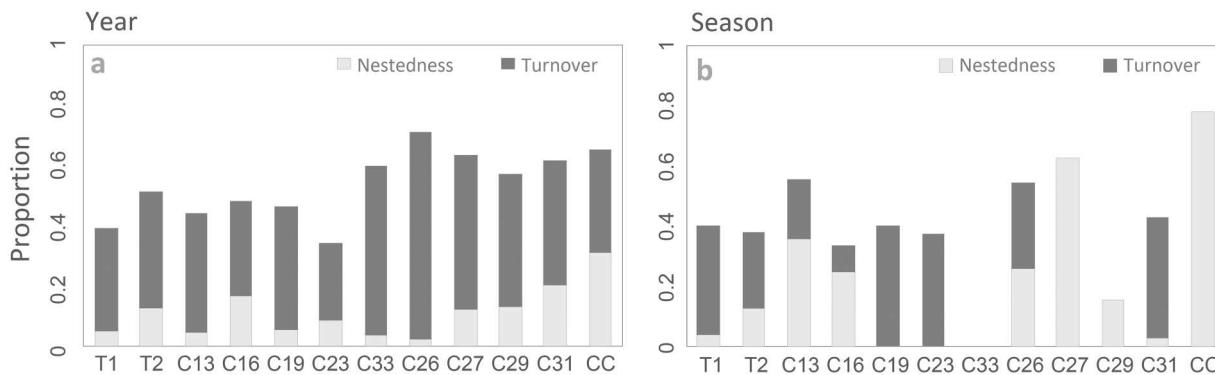 Year
a
Nestedness Turnover
Proportion
1
0.8
0.6
0.4
0.2
0
T1 T2 C13 C16 C19 C23 C33 C26 C27 C29 C31 CC
Season
b
Nestedness Turnover
1
0.8
0.6
0.4
0.2
0
T1 T2 C13 C16 C19 C23 C33 C26 C27 C29 C31 CC